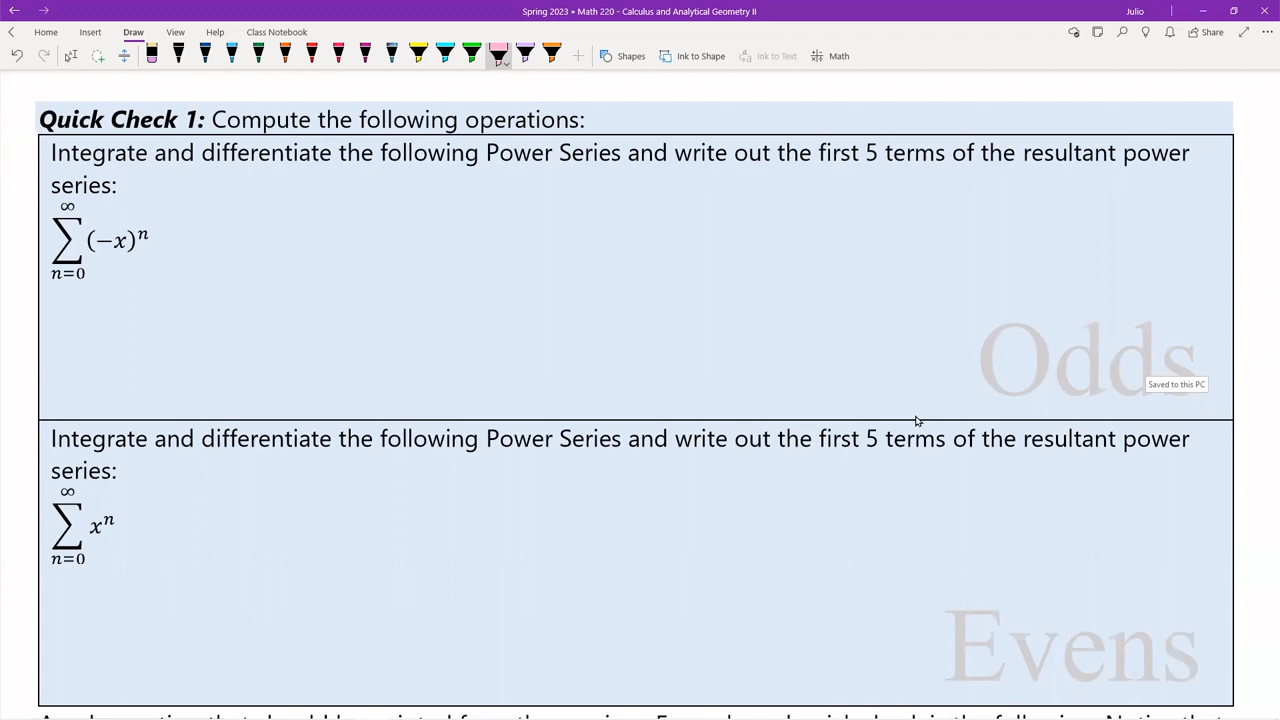 Spring 2023 » Math 220 - Calculus and Analytical Geometry II
Julio
Home Insert Draw View Help Class Notebook
Share
Shapes Ink to Shape Ink to Text Math
Quick Check 1: Compute the following operations:
Integrate and differentiate the following Power Series and write out the first 5 terms of the resultant power
series:
∞
∑ (−x)ⁿ
n=0
Odds
Saved to this PC
Integrate and differentiate the following Power Series and write out the first 5 terms of the resultant power
series:
∞
∑ xⁿ
n=0
Evens